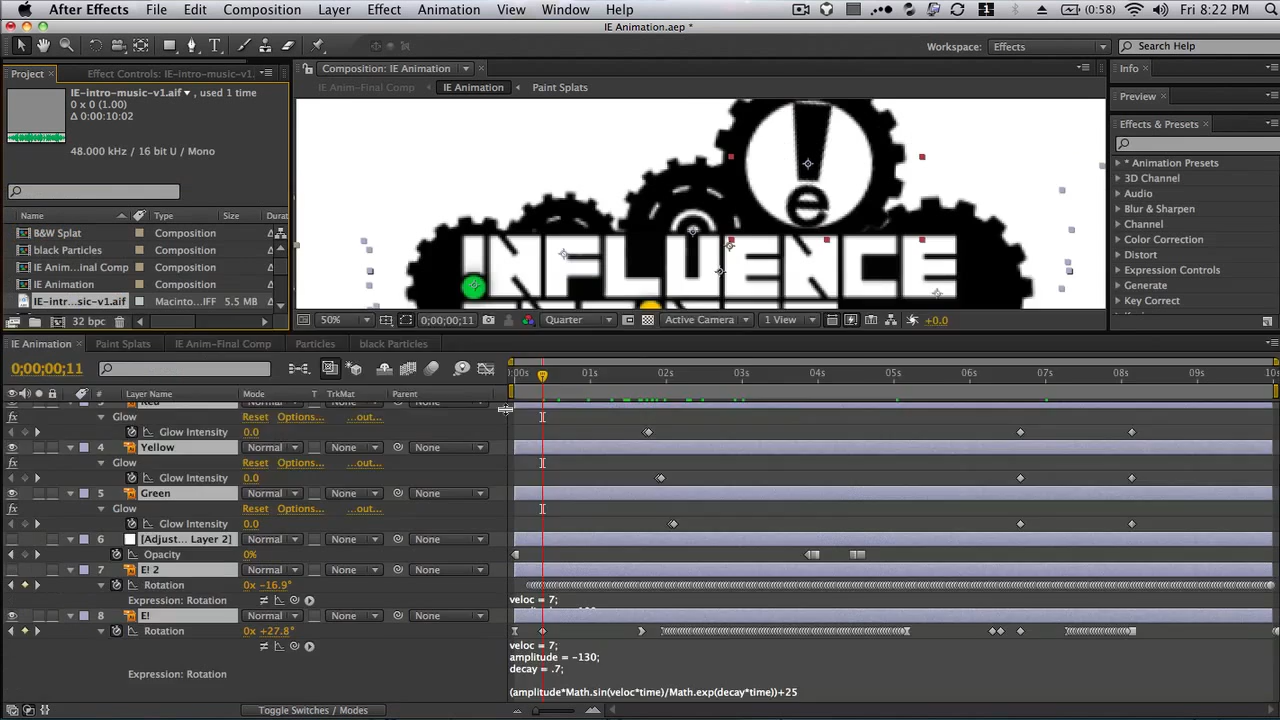 After Effects File Edit Composition Layer Effect Animation View Window Help (0:58) Fri 8:22 PM
IE Animation.aep *
Workspace: Effects Search Help
Project Effect Controls: IE-intro-music-v1. Composition: IE Animation Info
IE-intro-music-v1.aif, used 1 time
0 x 0 (1.00)
Δ 0:00:10:02
48.000 kHz / 16 bit U / Mono
IE Anim-Final Comp IE Animation Paint Splats
Preview
Effects & Presets
* Animation Presets
3D Channel
Audio
Blur & Sharpen
Channel
Color Correction
Distort
Expression Controls
Generate
Key Correct
! e
INFLUENCE
Name Type Size Durat
B&W Splat Composition
black Particles Composition
IE Anim...inal Comp Composition
IE Animation Composition
IE-intr...sic-v1.aif Macinto...IFF 5.5 MB
32 bpc
50% 0;00;00;11 Quarter Active Camera 1 View +0.0
IE Animation Paint Splats IE Anim-FInal Comp Particles black Particles
0;00;00;11
0:00s 01s 02s 03s 04s 05s 06s 07s 08s 09s 10s
# Layer Name Mode T TrkMat Parent
Glow Reset Options... ...out...
Glow Intensity 0.0
4 Yellow Normal None None
Glow Reset Options... ...out...
Glow Intensity 0.0
5 Green Normal None None
Glow Reset Options... ...out...
Glow Intensity 0.0
6 [Adjust... Layer 2] Normal None None
Opacity 0%
7 E! 2 Normal None None
Rotation 0x -16.9°
Expression: Rotation veloc = 7;
8 E! Normal None None
Rotation 0x +27.8°
veloc = 7;
amplitude = -130;
decay = .7;
Expression: Rotation
(amplitude*Math.sin(veloc*time)/Math.exp(decay*time))+25
Toggle Switches / Modes